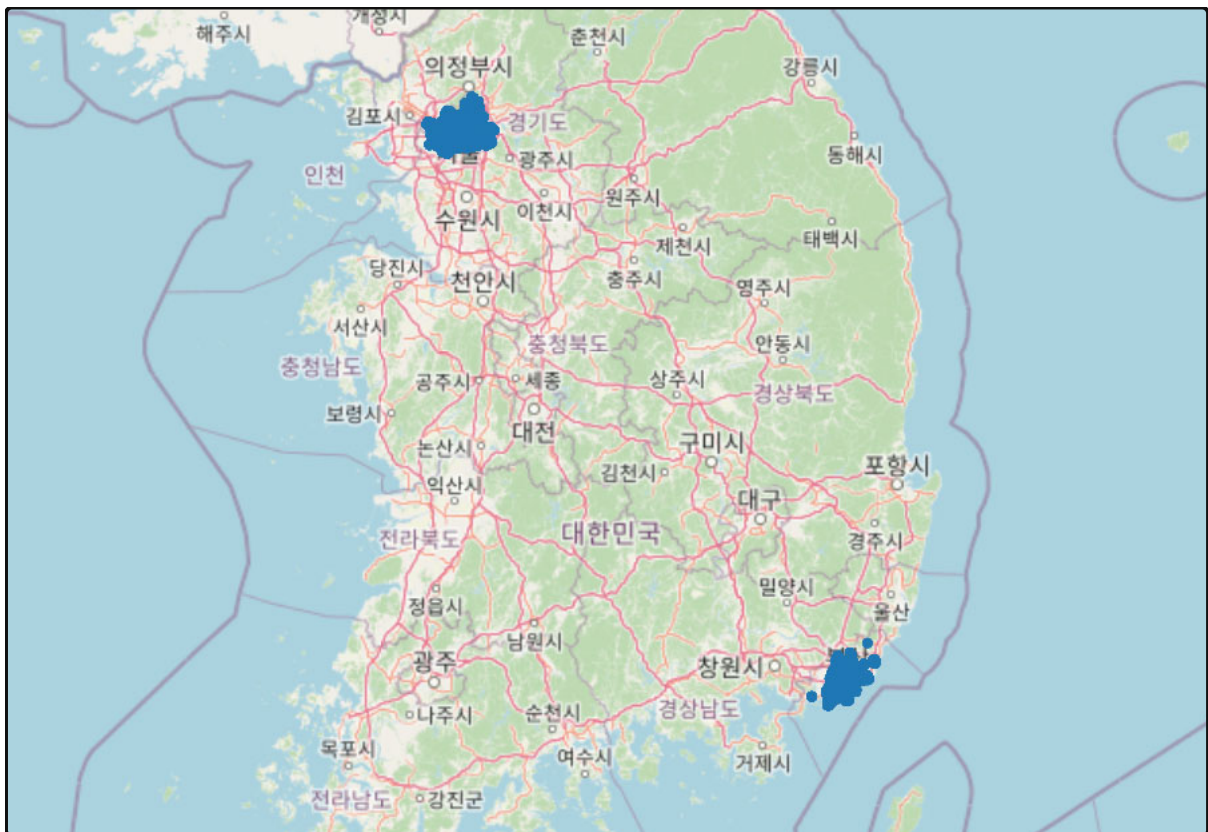 개성시
해주시
춘천시
강릉시
의정부시
김포시
경기도
동해시
광주시
인천
원주시
이천시
수원시
태백시
제천시
당진시
충주시
천안시
영주시
서산시
충청북도
안동시
충청남도
공주시
세종
상주시
경상북도
보령시
대전
논산시
구미시
김천시
포항시
익산시
대구
전라북도
대한민국
경주시
밀양시
정읍시
울산
남원시
광주
창원시
나주시
순천시
경상남도
목포시
여수시
거제시
전라남도
강진군